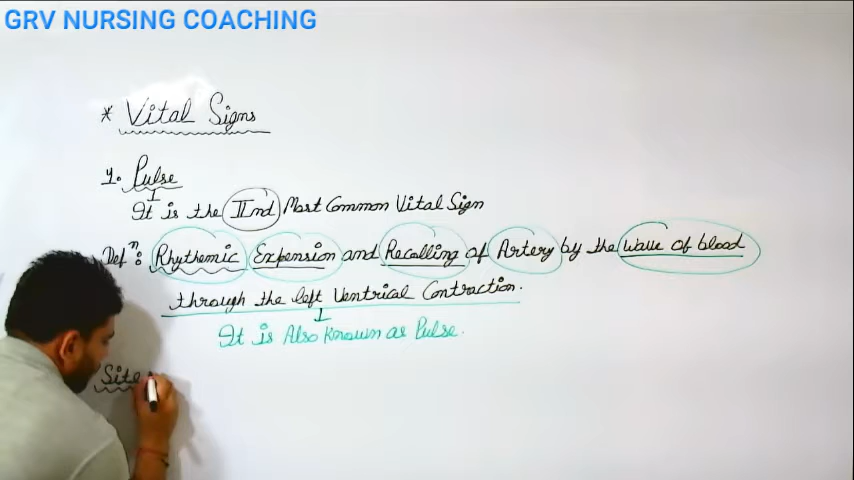 GRV NURSING COACHING
* Vital Signs
1. Pulse
It is the IInd Most Common Vital Sign
Defⁿ: Rhythemic Expension and Recalling of Artery by the wave of blood
through the left Ventrical Contraction.
It is Also Known as Pulse.
Site